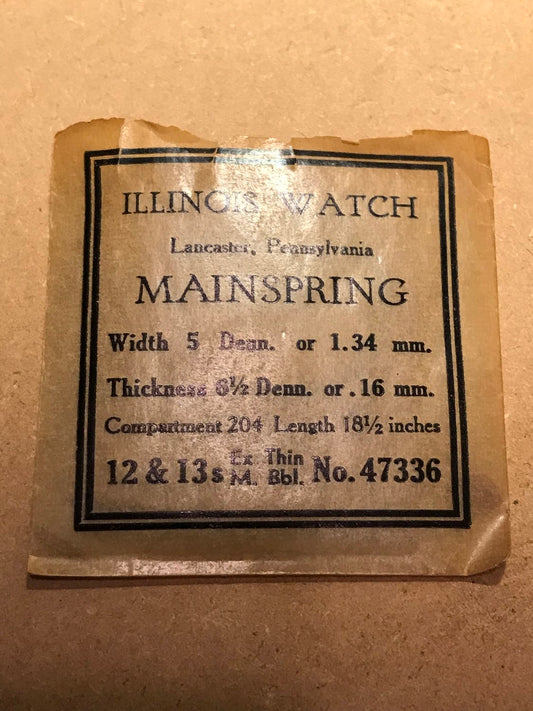 ILLINOIS WATCH
Lancaster, Pennsylvania
MAINSPRING
Width 5 Denn. or 1.34 mm.
Thickness 6½ Denn. or .16 mm.
Compartment 204 Length 18½ inches
12 & 13s Ex Thin M. Bbl. No. 47336